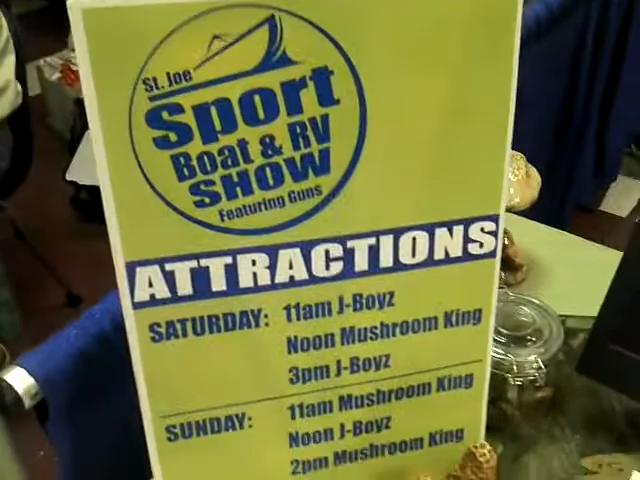 St. Joe
Sport
Boat & RV
SHOW
Featuring Guns
ATTRACTIONS
SATURDAY: 11am J-Boyz
Noon Mushroom King
3pm J-Boyz
SUNDAY: 11am Mushroom King
Noon J-Boyz
2pm Mushroom King